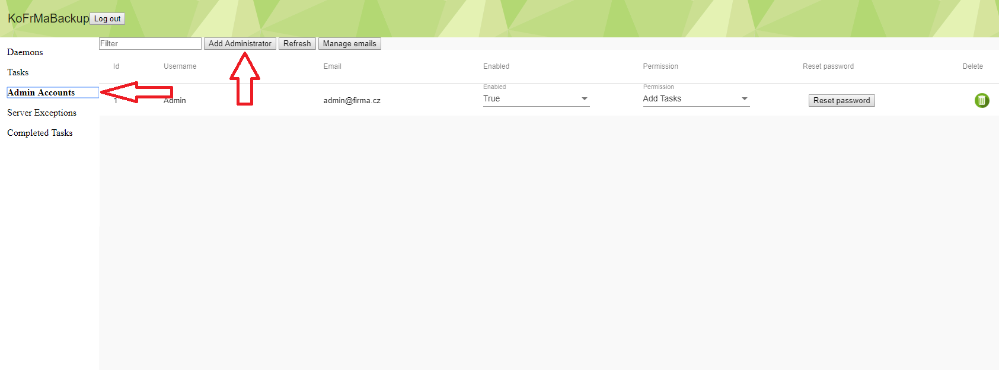 KoFrMaBackup Log out
Filter Add Administrator Refresh Manage emails
Daemons
Tasks
Admin Accounts
Server Exceptions
Completed Tasks
Id Username Email Enabled Permission Reset password Delete
Enabled Permission
1 Admin admin@firma.cz True Add Tasks Reset password